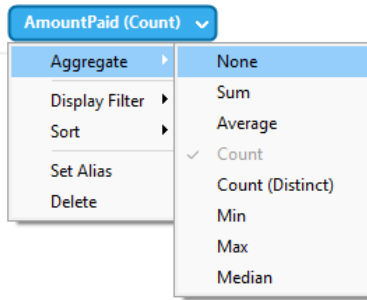 AmountPaid (Count)
Aggregate
Display Filter
Sort
Set Alias
Delete
None
Sum
Average
Count
Count (Distinct)
Min
Max
Median